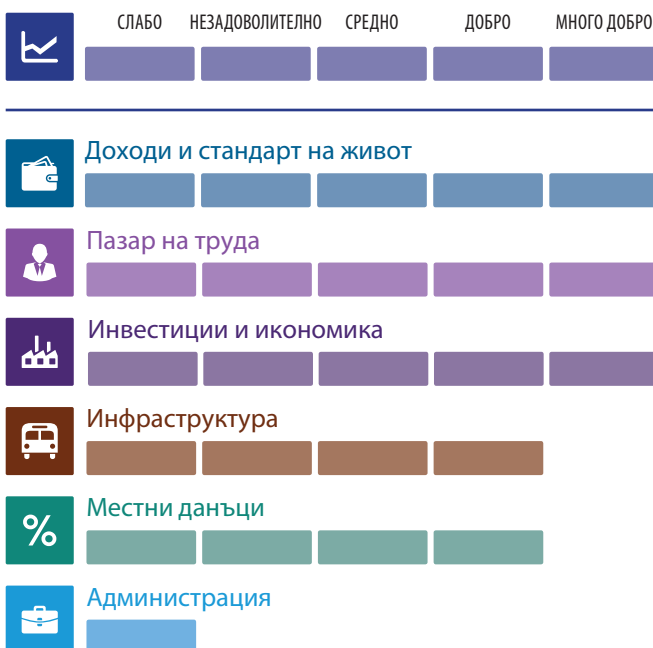 СЛАБО НЕЗАДОВОЛИТЕЛНО СРЕДНО ДОБРО МНОГО ДОБРО
Доходи и стандарт на живот
Пазар на труда
Инвестиции и икономика
Инфраструктура
Местни данъци
%
Администрация